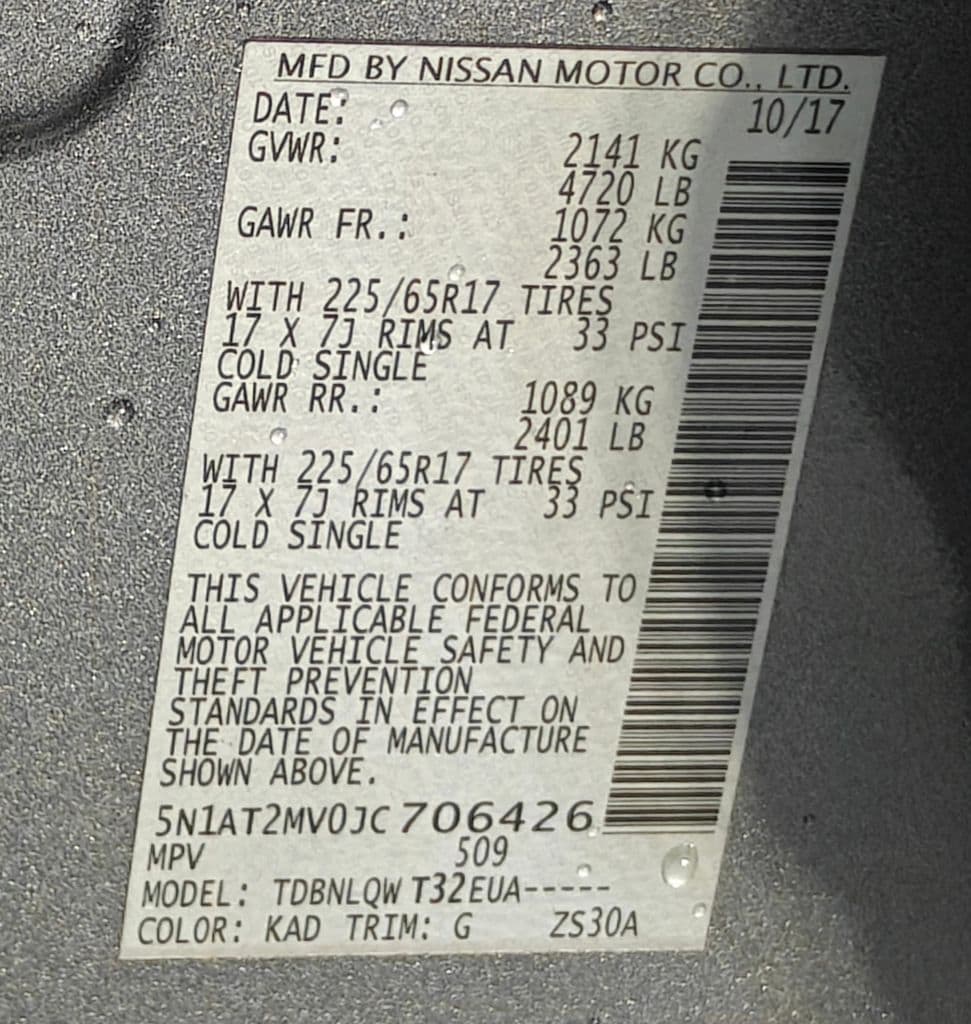 MFD BY NISSAN MOTOR CO., LTD.
DATE: 10/17
GVWR: 2141 KG
4720 LB
GAWR FR.: 1072 KG
2363 LB
WITH 225/65R17 TIRES
17 X 7J RIMS AT 33 PSI
COLD SINGLE
GAWR RR.: 1089 KG
2401 LB
WITH 225/65R17 TIRES
17 X 7J RIMS AT 33 PSI
COLD SINGLE
THIS VEHICLE CONFORMS TO
ALL APPLICABLE FEDERAL
MOTOR VEHICLE SAFETY AND
THEFT PREVENTION
STANDARDS IN EFFECT ON
THE DATE OF MANUFACTURE
SHOWN ABOVE.
5N1AT2MV0JC706426
MPV 509
MODEL: TDBNLQW T32EUA-----
COLOR: KAD TRIM: G ZS30A